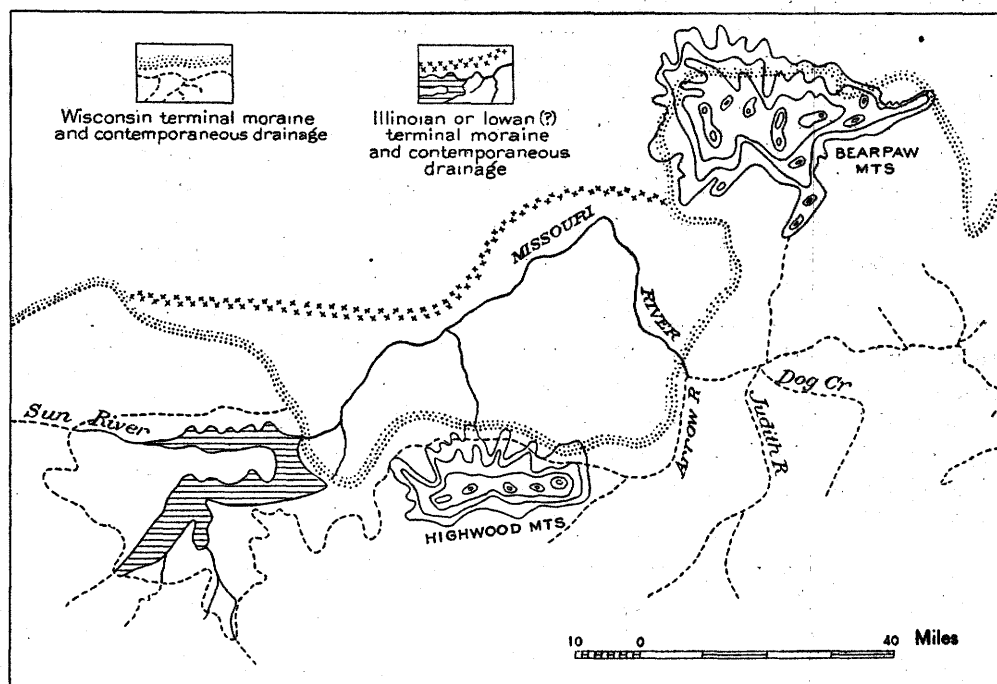 Wisconsin terminal moraine
and contemporaneous drainage
Illinoian or Iowan (?)
terminal moraine
and contemporaneous
drainage
BEARPAW
MTS
MISSOURI
RIVER
Sun River
Dog Cr
ARROW R
Judith R
HIGHWOOD MTS
10 0 40 Miles